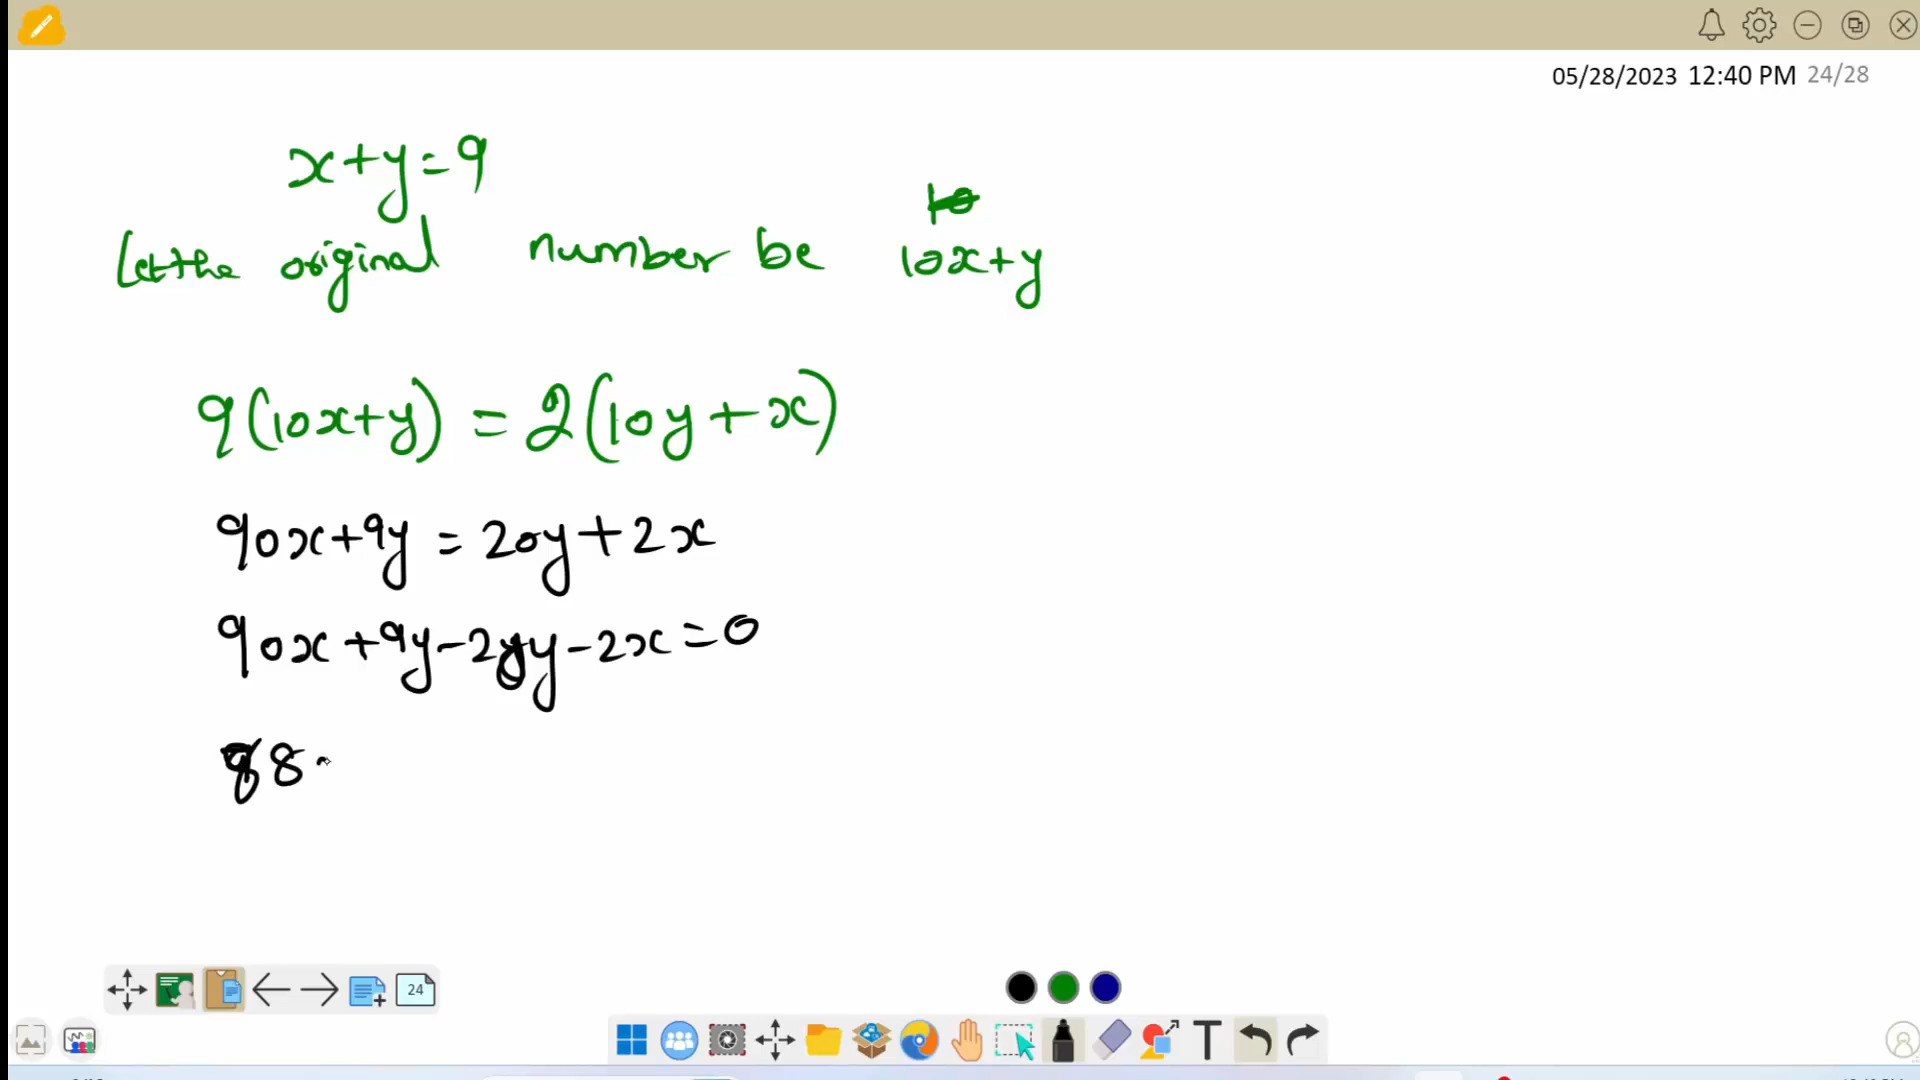 05/28/2023 12:40 PM 24/28
x+y=9
Let the original number be 10x+y
9(10x+y) = 2(10y+x)
90x+9y = 20y+2x
90x+9y-20y-2x=0
88
24
T